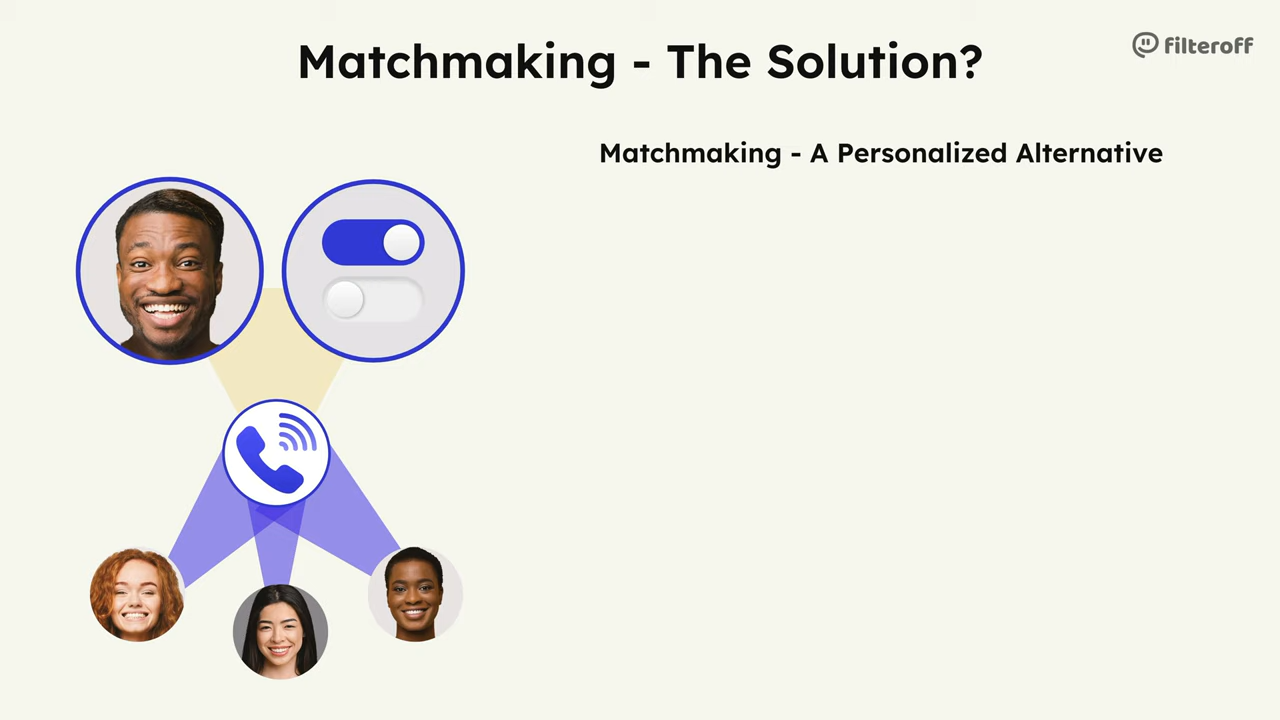 Matchmaking - The Solution?
filteroff
Matchmaking - A Personalized Alternative